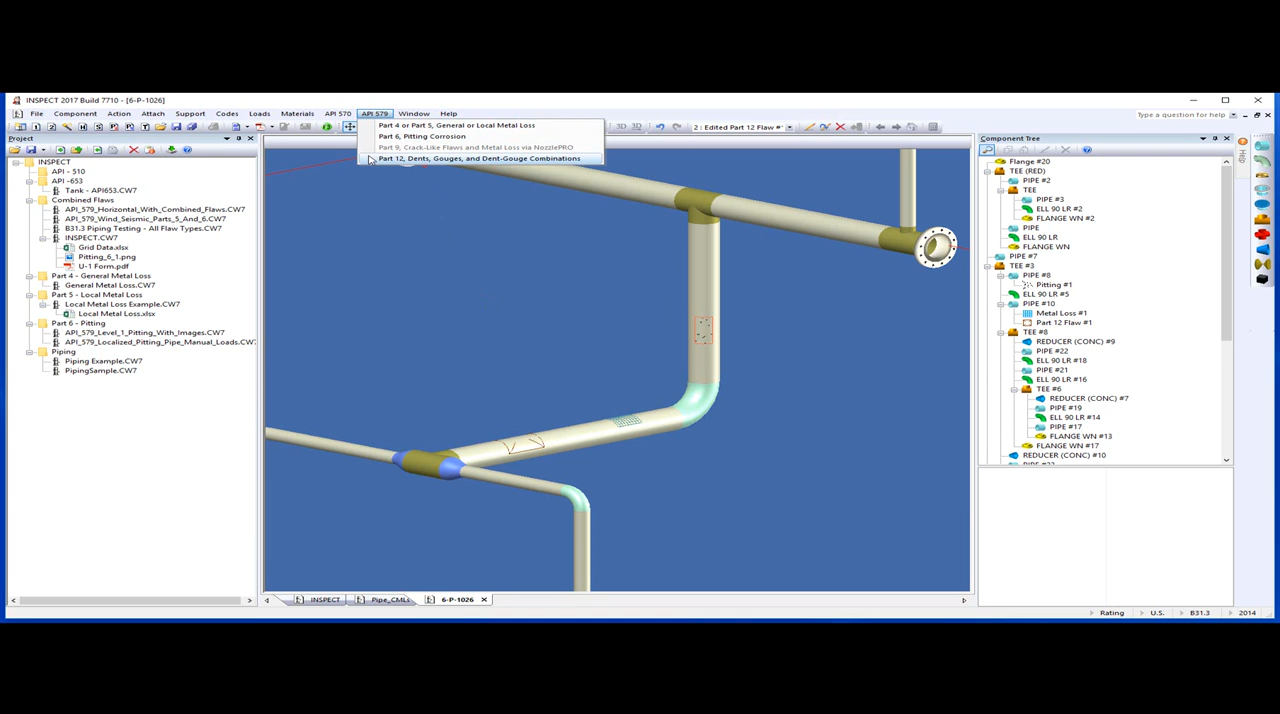 INSPECT 2017 Build 7710 - [6-P-1026]
File Component Action Attach Support Codes Loads Materials API 570 API 579 Window Help
Type a question for help
2 : Edited Part 12 Flaw #
Part 4 or Part 5, General or Local Metal Loss
Part 6, Pitting Corrosion
Part 9, Crack-Like Flaws and Metal Loss via NozzlePRO
Part 12, Dents, Gouges, and Dent-Gouge Combinations
Project
INSPECT
API - 510
API -653
Tank - API653.CW7
Combined Flaws
API_579_Horizontal_With_Combined_Flaws.CW7
API_579_Wind_Seismic_Parts_5_And_6.CW7
B31.3 Piping Testing - All Flaw Types.CW7
INSPECT.CW7
Grid Data.xlsx
Pitting_6_1.png
U-1 Form.pdf
Part 4 - General Metal Loss
General Metal Loss.CW7
Part 5 - Local Metal Loss
Local Metal Loss Example.CW7
Local Metal Loss.xlsx
Part 6 - Pitting
API_579_Level_1_Pitting_With_Images.CW7
API_579_Localized_Pitting_Pipe_Manual_Loads.CW7
Piping
Piping Example.CW7
PipingSample.CW7
Component Tree
Help
Flange #20
TEE (RED)
PIPE #2
TEE
PIPE #3
ELL 90 LR #2
FLANGE WN #2
PIPE
ELL 90 LR
FLANGE WN
PIPE #7
TEE #3
PIPE #8
Pitting #1
ELL 90 LR #5
PIPE #10
Metal Loss #1
Part 12 Flaw #1
TEE #8
REDUCER (CONC) #9
PIPE #22
ELL 90 LR #18
PIPE #21
ELL 90 LR #16
TEE #6
REDUCER (CONC) #7
PIPE #19
ELL 90 LR #14
PIPE #17
FLANGE WN #13
FLANGE WN #17
REDUCER (CONC) #10
INSPECT Pipe_CMLs 6-P-1026
Rating U.S. B31.3 2014